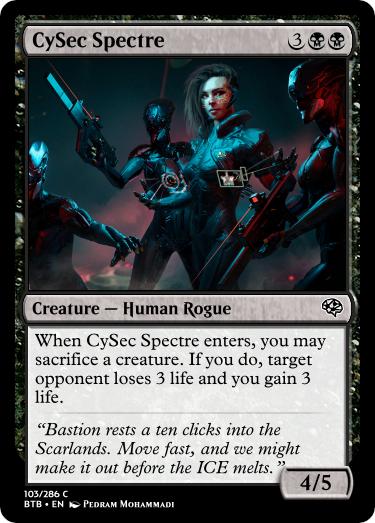 CySec Spectre 3
Creature — Human Rogue
When CySec Spectre enters, you may
sacrifice a creature. If you do, target
opponent loses 3 life and you gain 3
life.
“Bastion rests a ten clicks into the
Scarlands. Move fast, and we might
make it out before the ICE melts.”
4/5
103/286 C
BTB • EN Pedram Mohammadi